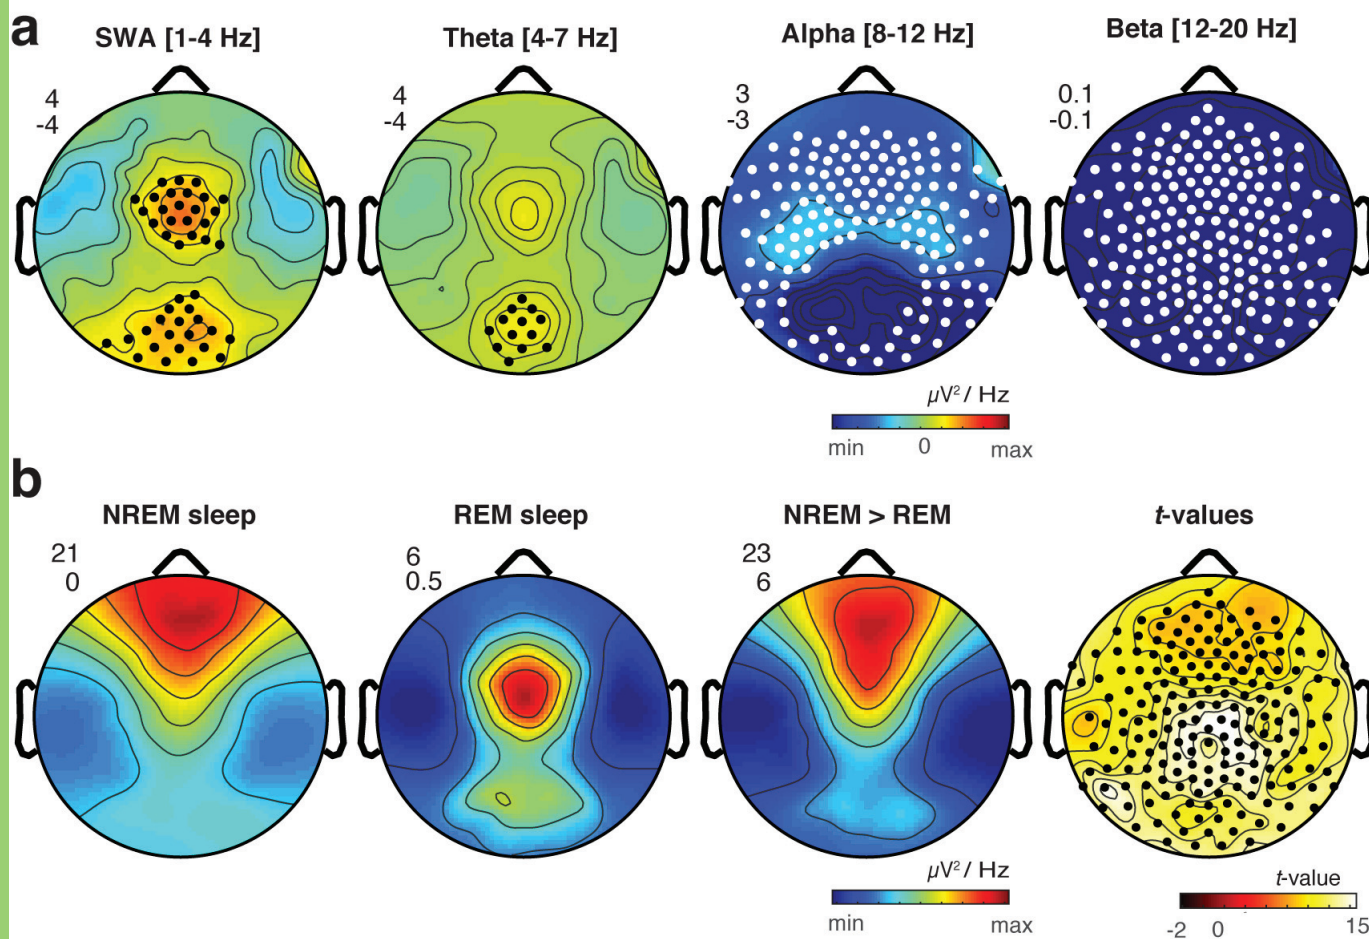 a
SWA [1-4 Hz]
Theta [4-7 Hz]
Alpha [8-12 Hz]
Beta [12-20 Hz]
4
-4
4
-4
3
-3
0.1
-0.1
µV²/ Hz
min 0 max
b
NREM sleep
REM sleep
NREM > REM
t-values
21
0
6
0.5
23
6
µV²/ Hz
min max
t-value
-2 0 15